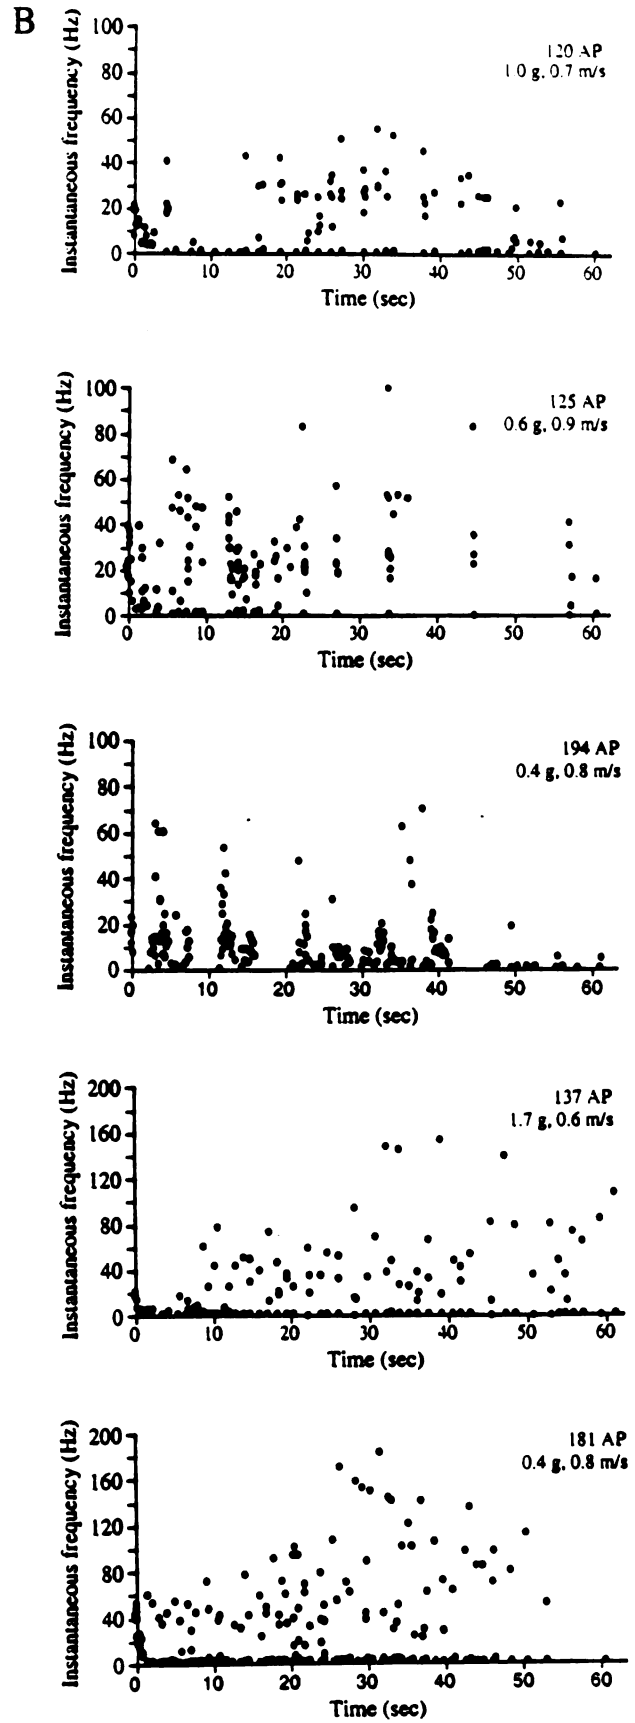 B
Instantaneous frequency (Hz)
100
80
60
40
20
0
120 AP
1.0 g, 0.7 m/s
0 10 20 30 40 50 60
Time (sec)
Instantaneous frequency (Hz)
100
80
60
40
20
0
125 AP
0.6 g, 0.9 m/s
0 10 20 30 40 50 60
Time (sec)
Instantaneous frequency (Hz)
100
80
60
40
20
0
194 AP
0.4 g, 0.8 m/s
0 10 20 30 40 50 60
Time (sec)
Instantaneous frequency (Hz)
200
160
120
80
40
0
137 AP
1.7 g, 0.6 m/s
0 10 20 30 40 50 60
Time (sec)
Instantaneous frequency (Hz)
200
160
120
80
40
0
181 AP
0.4 g, 0.8 m/s
0 10 20 30 40 50 60
Time (sec)